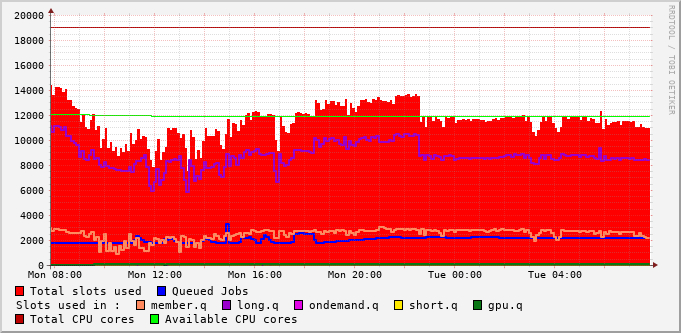 20000
18000
16000
14000
12000
10000
8000
6000
4000
2000
0
Mon 08:00 Mon 12:00 Mon 16:00 Mon 20:00 Tue 00:00 Tue 04:00
RRDTOOL / TOBI OETIKER
Total slots used Queued Jobs
Slots used in : member.q long.q ondemand.q short.q gpu.q
Total CPU cores Available CPU cores